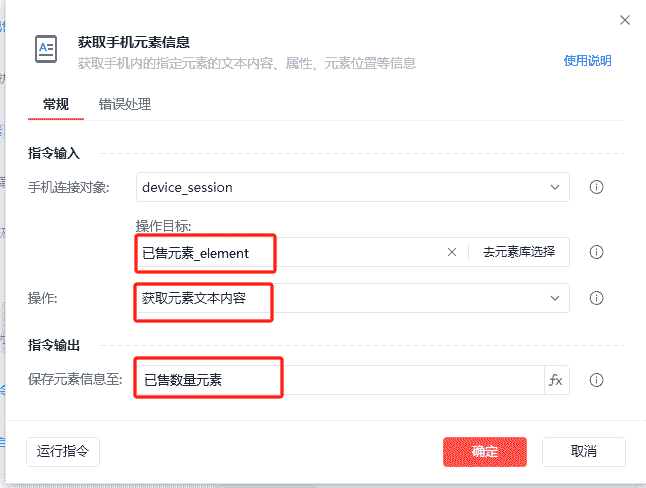 获取手机元素信息
获取手机内的指定元素的文本内容、属性、元素位置等信息
使用说明
常规
错误处理
指令输入
手机连接对象:
device_session
操作目标:
已售元素_element
去元素库选择
操作:
获取元素文本内容
指令输出
保存元素信息至:
已售数量元素
fx
运行指令
确定
取消